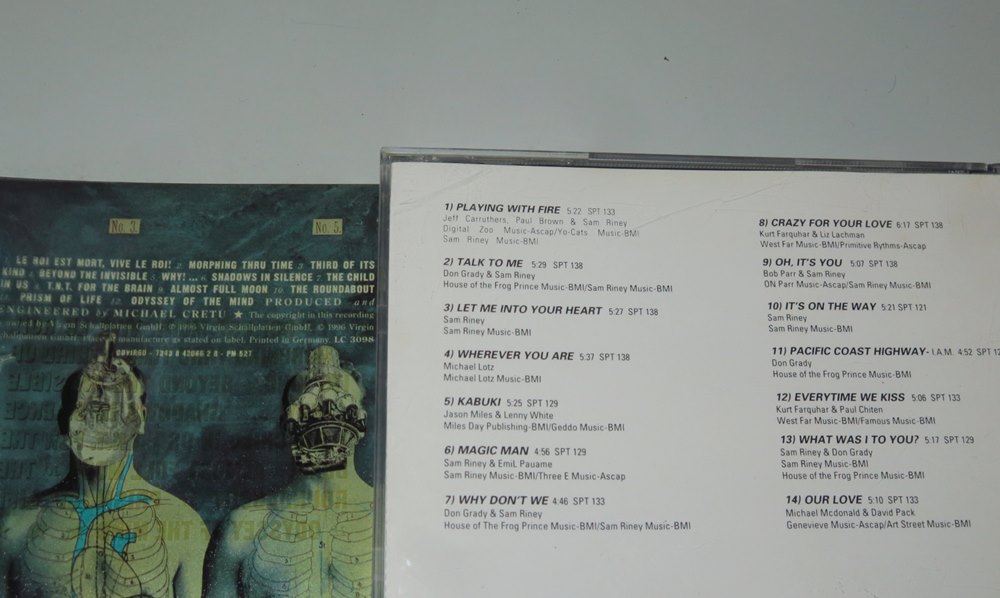 No. 3.
No. 5.
LE ROI EST MORT, VIVE LE ROI! 2. MORPHING THRU TIME 3. THIRD OF ITS
KIND 4. BEYOND THE INVISIBLE 5. WHY! ... 6. SHADOWS IN SILENCE 7. THE CHILD
IN US 8. T.N.T. FOR THE BRAIN 9. ALMOST FULL MOON 10. THE ROUNDABOUT
11. PRISM OF LIFE 12. ODYSSEY OF THE MIND PRODUCED and
ENGINEERED by MICHAEL CRETU ★ The copyright in this recording
owned by Virgin Schallplatten GmbH. ℗ 1996 Virgin Schallplatten GmbH. © 1996 Virgin
Schallplatten GmbH. manufacture as stated on label. Printed in Germany. LC 3098
CDVIRGO · 7243 8 42066 2 8 - PM 527
1) PLAYING WITH FIRE 5:22 SPT 133
Jeff Carruthers, Paul Brown & Sam Riney
Digital Zoo Music-Ascap/Yo-Cats Music-BMI
Sam Riney Music-BMI
2) TALK TO ME 5:29 SPT 138
Don Grady & Sam Riney
House of the Frog Prince Music-BMI/Sam Riney Music-BMI
3) LET ME INTO YOUR HEART 5:27 SPT 138
Sam Riney
Sam Riney Music-BMI
4) WHEREVER YOU ARE 5:37 SPT 138
Michael Lotz
Michael Lotz Music-BMI
5) KABUKI 5:25 SPT 129
Jason Miles & Lenny White
Miles Day Publishing-BMI/Geddo Music-BMI
6) MAGIC MAN 4:56 SPT 129
Sam Riney & EmiL Pauame
Sam Riney Music-BMI/Three E Music-Ascap
7) WHY DON'T WE 4:46 SPT 133
Don Grady & Sam Riney
House of The Frog Prince Music-BMI/Sam Riney Music-BMI
8) CRAZY FOR YOUR LOVE 6:17 SPT 138
Kurt Farquhar & Liz Lachman
West Far Music-BMI/Primitive Rythms-Ascap
9) OH, IT'S YOU 5:07 SPT 138
Bob Parr & Sam Riney
ON Parr Music-Ascap/Sam Riney Music-BMI
10) IT'S ON THE WAY 5:21 SPT 121
Sam Riney
Sam Riney Music-BMI
11) PACIFIC COAST HIGHWAY- I.A.M. 4:52 SPT 12
Don Grady
House of the Frog Prince Music-BMI
12) EVERYTIME WE KISS 5:06 SPT 133
Kurt Farquhar & Paul Chiten
West Far Music-BMI/Famous Music-BMI
13) WHAT WAS I TO YOU? 5:17 SPT 129
Sam Riney & Don Grady
Sam Riney Music-BMI
House of the Frog Prince Music-BMI
14) OUR LOVE 5:10 SPT 133
Michael Mcdonald & David Pack
Genevieve Music-Ascap/Art Street Music-BMI